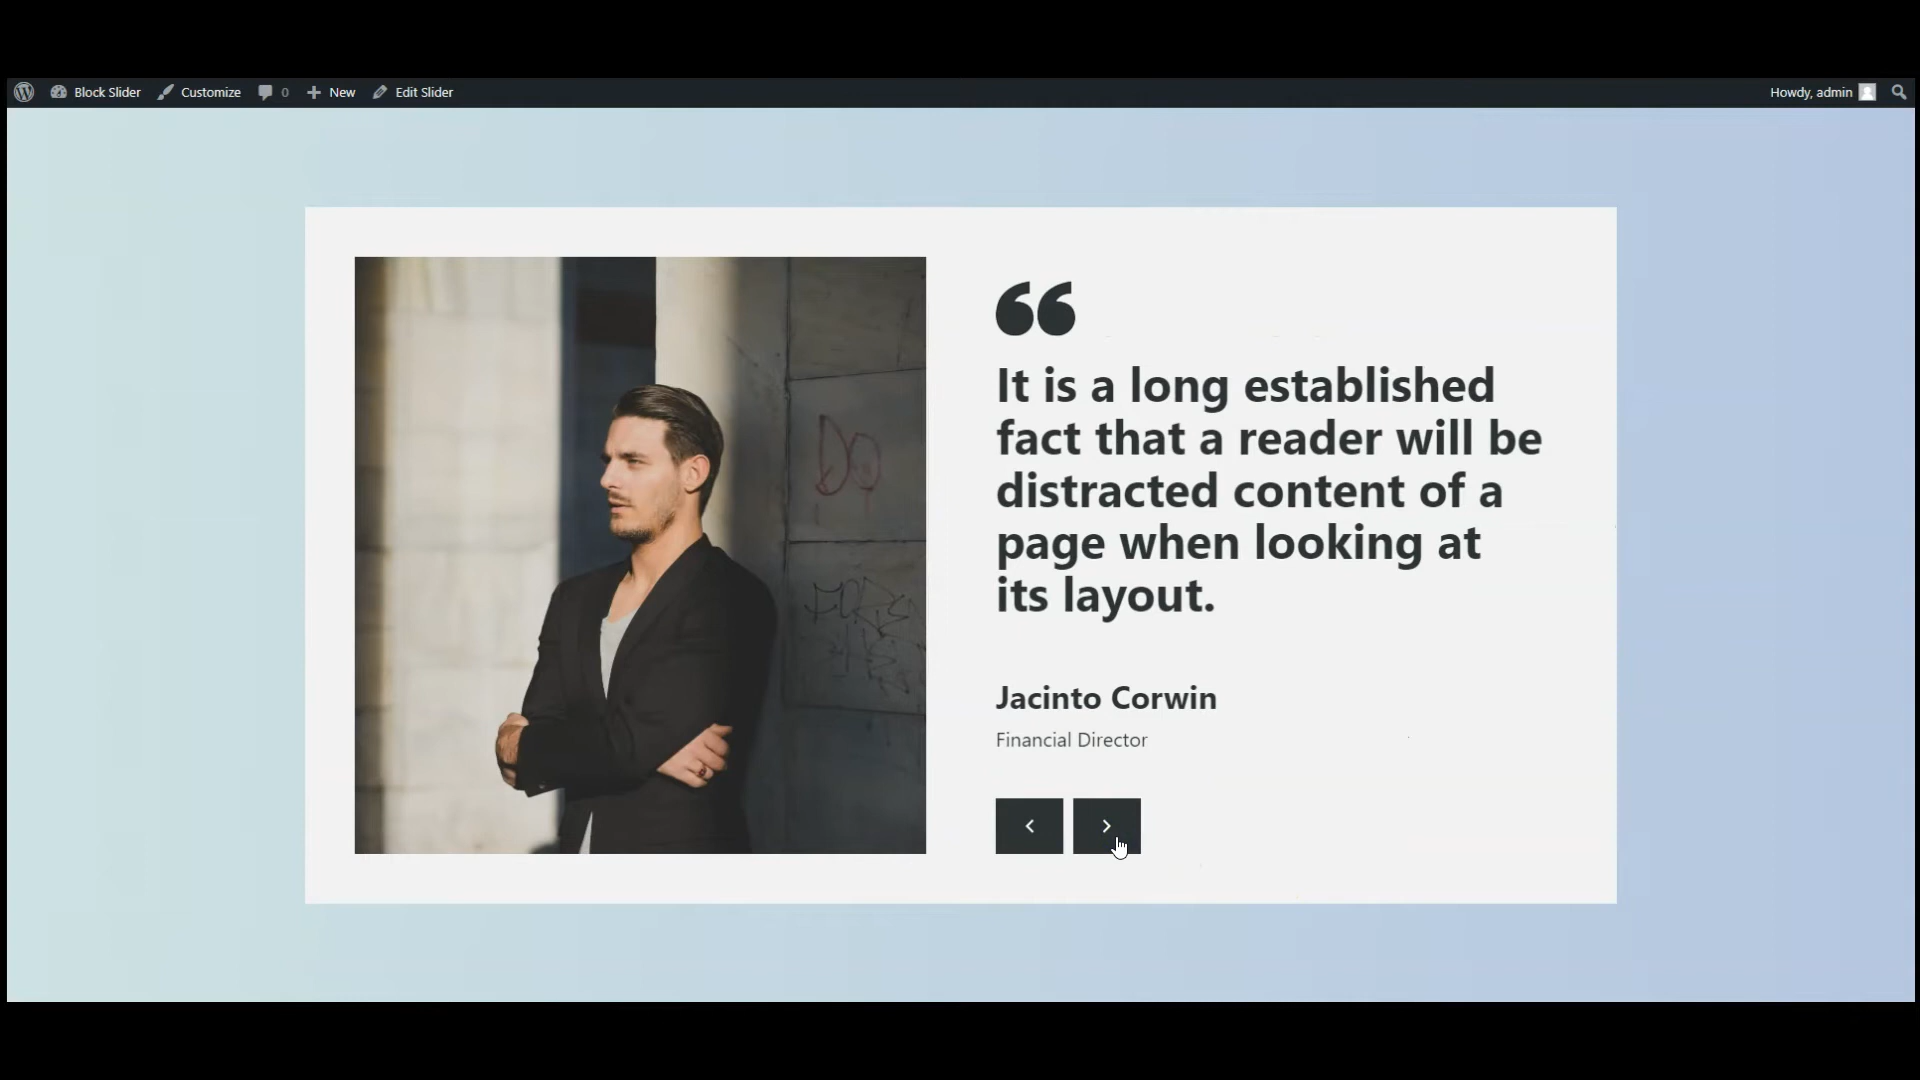 Block Slider Customize 0 New Edit Slider Howdy, admin
“
It is a long established
fact that a reader will be
distracted content of a
page when looking at
its layout.
Jacinto Corwin
Financial Director
DO